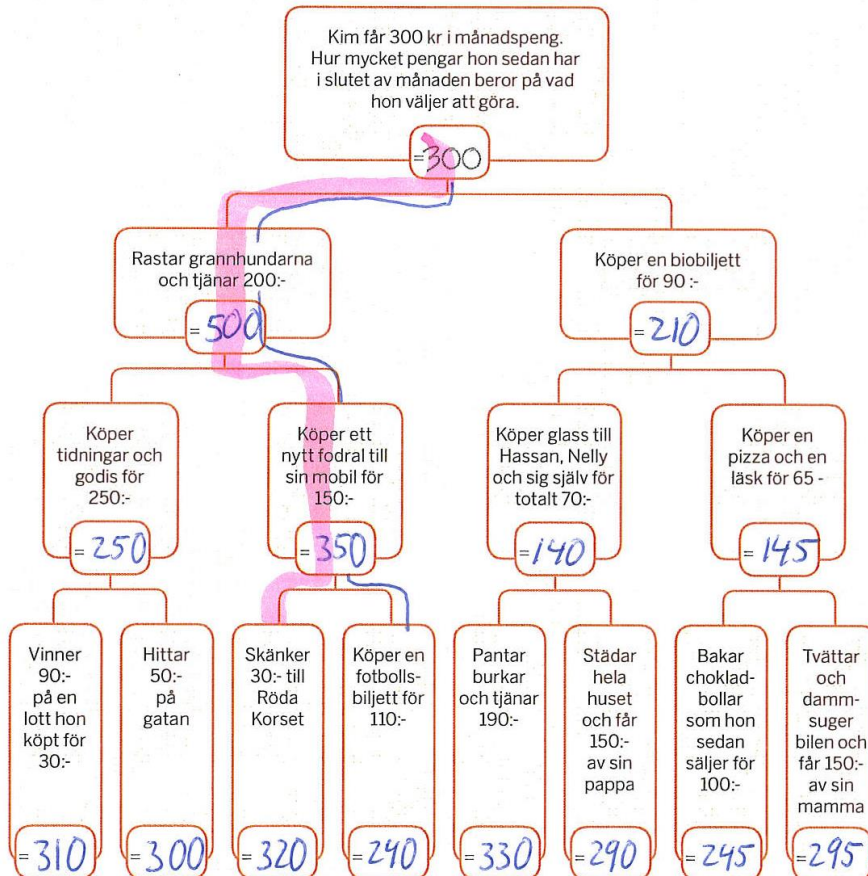 Kim får 300 kr i månadspeng.
Hur mycket pengar hon sedan har
i slutet av månaden beror på vad
hon väljer att göra.
=300
Rastar grannhundarna
och tjänar 200:-
= 500
Köper en biobiljett
för 90 :-
= 210
Köper
tidningar och
godis för
250:-
= 250
Köper ett
nytt fodral till
sin mobil för
150:-
= 350
Köper glass till
Hassan, Nelly
och sig själv för
totalt 70:-
= 140
Köper en
pizza och en
läsk för 65 -
= 145
Vinner
90:-
på en
lott hon
köpt för
30:-
= 310
Hittar
50:-
på
gatan
= 300
Skänker
30:- till
Röda
Korset
= 320
Köper en
fotbolls-
biljett för
110:-
= 240
Pantar
burkar
och tjänar
190:-
= 330
Städar
hela
huset
och får
150:-
av sin
pappa
= 290
Bakar
choklad-
bollar
som hon
sedan
säljer för
100:-
= 245
Tvättar
och
damm-
suger
bilen och
får 150:-
av sin
mamma
= 295